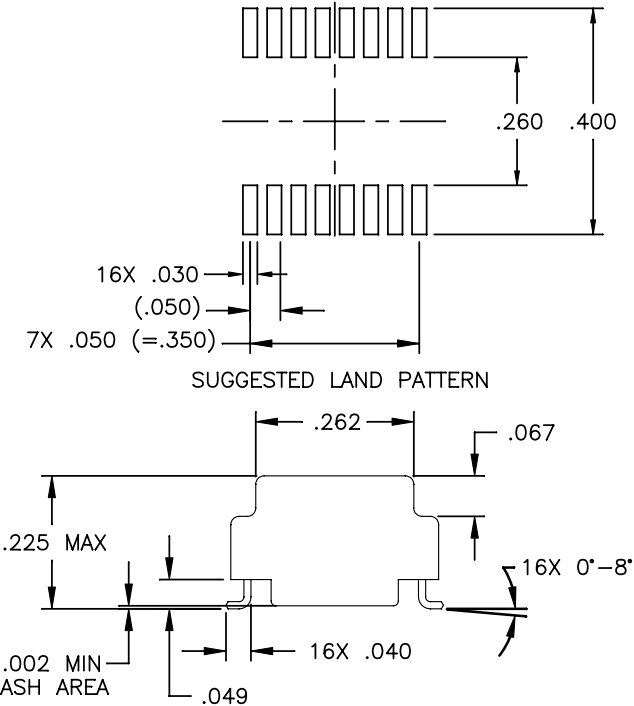 .260
.400
16X .030
(.050)
7X .050 (=.350)
SUGGESTED LAND PATTERN
.262
.067
.225 MAX
16X 0°-8°
16X .040
.002 MIN
ASH AREA
.049